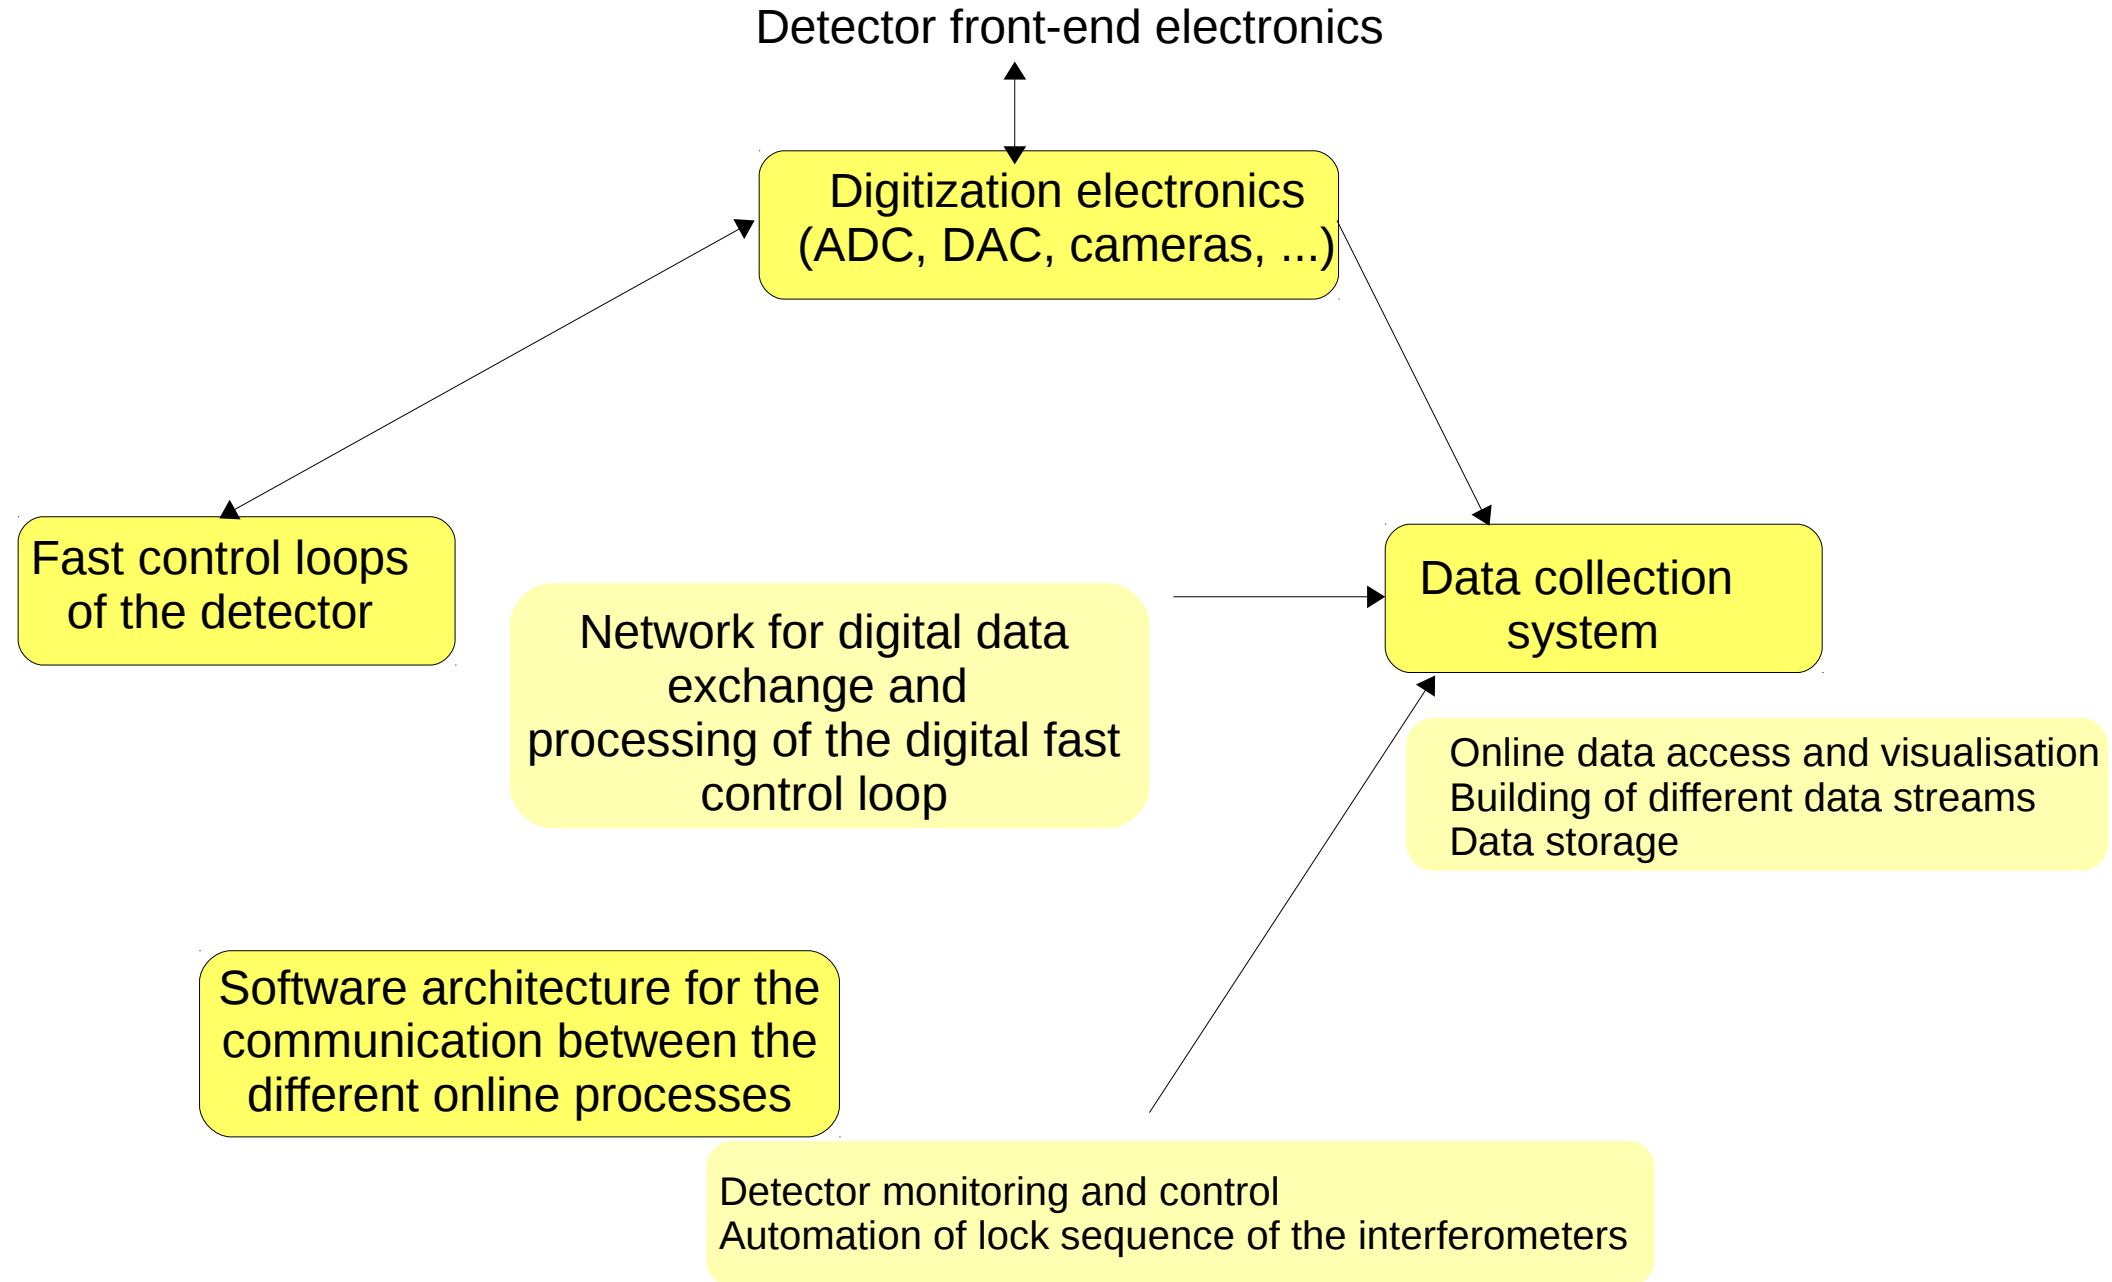 Detector front-end electronics
Digitization electronics
(ADC, DAC, cameras, ...)
Fast control loops
of the detector
Network for digital data
exchange and
processing of the digital fast
control loop
Data collection
system
Online data access and visualisation
Building of different data streams
Data storage
Software architecture for the
communication between the
different online processes
Detector monitoring and control
Automation of lock sequence of the interferometers